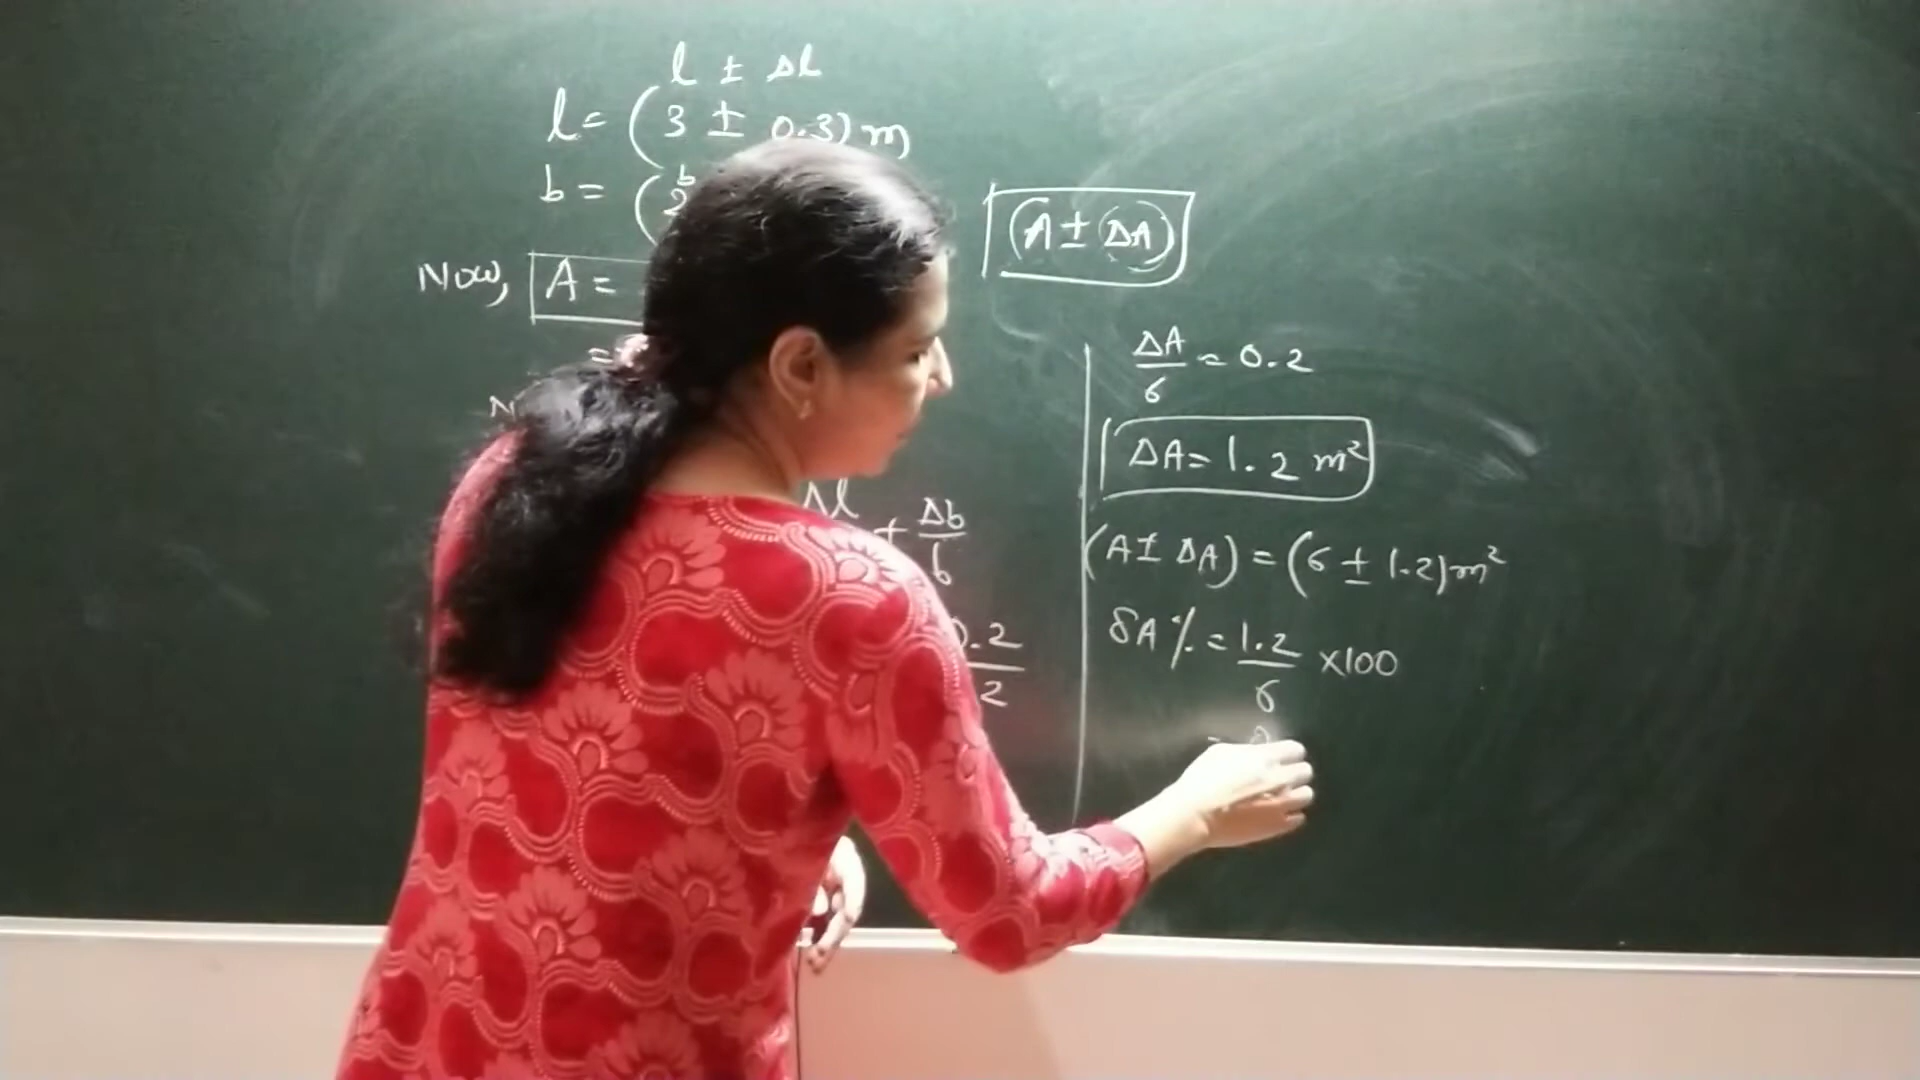 l ± Δl
l = (3 ± 0.3) m
b
b = (2
Now, A =
=
Δl + Δb
b
0.2
2
(A ± (ΔA))
ΔA = 0.2
6
ΔA = 1.2 m²
(A ± ΔA) = (6 ± 1.2) m²
δA % = 1.2 ×100
6
=